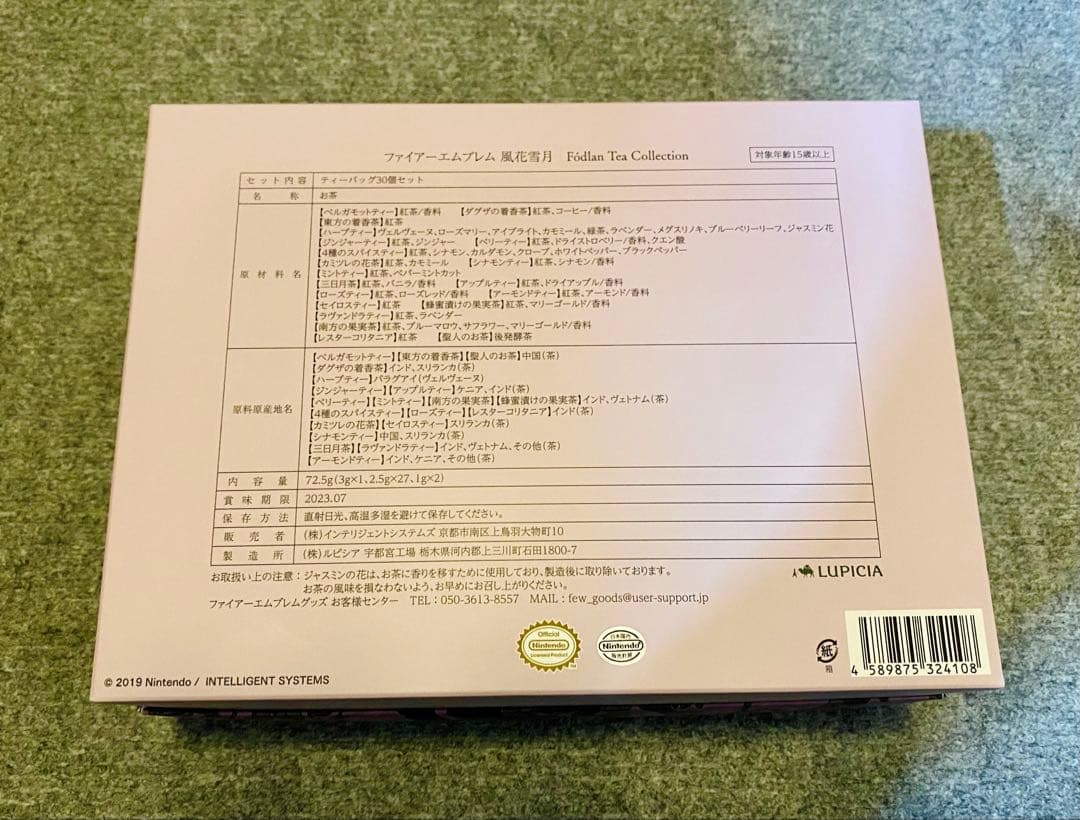 ファイアーエムブレム 風花雪月 Fódlan Tea Collection
対象年齢15歳以上
セット内容 ティーバッグ30個セット
名称 お茶
原材料名
【ベルガモットティー】紅茶/香料 【ダグザの着香茶】紅茶、コーヒー/香料
【東方の着香茶】紅茶
【ハーブティー】ヴェルヴェーヌ、ローズマリー、アイブライト、カモミール、緑茶、ラベンダー、メグスリノキ、ブルーベリーリーフ、ジャスミン花
【ジンジャーティー】紅茶、ジンジャー 【ベリーティー】紅茶、ドライストロベリー/香料、クエン酸
【4種のスパイスティー】紅茶、シナモン、カルダモン、クローブ、ホワイトペッパー、ブラックペッパー
【カミツレの花茶】紅茶、カモミール 【シナモンティー】紅茶、シナモン/香料
【ミントティー】紅茶、ペパーミントカット
【三日月茶】紅茶、バニラ/香料 【アップルティー】紅茶、ドライアップル/香料
【ローズティー】紅茶、ローズレッド/香料 【アーモンドティー】紅茶、アーモンド/香料
【セイロスティー】紅茶 【蜂蜜漬けの果実茶】紅茶、マリーゴールド/香料
【ラヴァンドラティー】紅茶、ラベンダー
【南方の果実茶】紅茶、ブルーマロウ、サフラワー、マリーゴールド/香料
【レスターコリタニア】紅茶 【聖人のお茶】後発酵茶
原料原産地名
【ベルガモットティー】【東方の着香茶】【聖人のお茶】中国(茶)
【ダグザの着香茶】インド、スリランカ(茶)
【ハーブティー】パラグアイ(ヴェルヴェーヌ)
【ジンジャーティー】【アップルティー】ケニア、インド(茶)
【ベリーティー】【ミントティー】【南方の果実茶】【蜂蜜漬けの果実茶】インド、ヴェトナム(茶)
【4種のスパイスティー】【ローズティー】【レスターコリタニア】インド(茶)
【カミツレの花茶】【セイロスティー】スリランカ(茶)
【シナモンティー】中国、スリランカ(茶)
【三日月茶】【ラヴァンドラティー】インド、ヴェトナム、その他(茶)
【アーモンドティー】インド、ケニア、その他(茶)
内容量 72.5g(3g×1、2.5g×27、1g×2)
賞味期限 2023.07
保存方法 直射日光、高温多湿を避けて保存してください。
販売者 (株)インテリジェントシステムズ 京都市南区上鳥羽大物町10
製造所 (株)ルピシア 宇都宮工場 栃木県河内郡上三川町石田1800-7
お取扱い上の注意：ジャスミンの花は、お茶に香りを移すために使用しており、製造後に取り除いております。
お茶の風味を損なわないよう、お早めにお召し上がりください。
ファイアーエムブレムグッズ お客様センター TEL：050-3613-8557 MAIL：few_goods@user-support.jp
LUPICIA
Official
Nintendo
Licensed Product
日本国内
Nintendo
販売許諾
紙
箱
4 589875 324108
© 2019 Nintendo / INTELLIGENT SYSTEMS